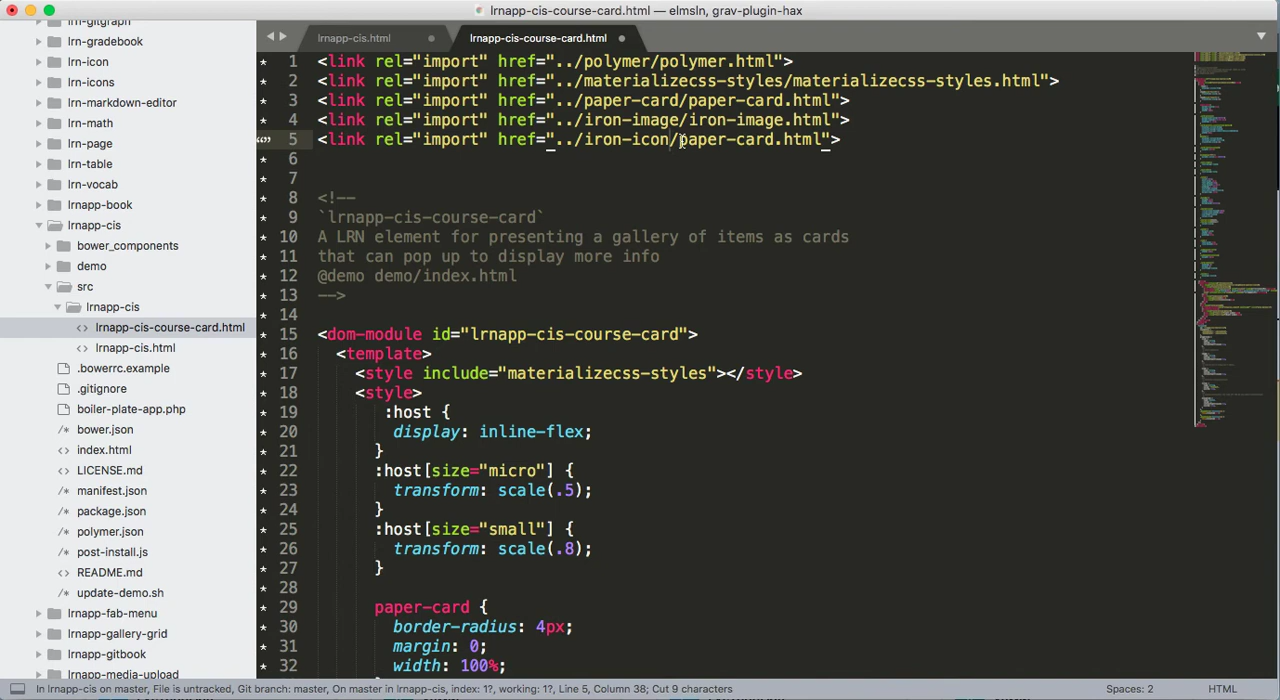 lrnapp-cis-course-card.html — elmsln, grav-plugin-hax
lrn-gitgraph
lrn-gradebook
lrn-icon
lrn-icons
lrn-markdown-editor
lrn-math
lrn-page
lrn-table
lrn-vocab
lrnapp-book
lrnapp-cis
bower_components
demo
src
lrnapp-cis
lrnapp-cis-course-card.html
lrnapp-cis.html
.bowerrc.example
.gitignore
boiler-plate-app.php
bower.json
index.html
LICENSE.md
manifest.json
package.json
polymer.json
post-install.js
README.md
update-demo.sh
lrnapp-fab-menu
lrnapp-gallery-grid
lrnapp-gitbook
lrnapp-media-upload
lrnapp-cis.html
lrnapp-cis-course-card.html
1 <link rel="import" href="../polymer/polymer.html">
2 <link rel="import" href="../materializecss-styles/materializecss-styles.html">
3 <link rel="import" href="../paper-card/paper-card.html">
4 <link rel="import" href="../iron-image/iron-image.html">
5 <link rel="import" href="../iron-icon/paper-card.html">
6
7
8 <!--
9 `lrnapp-cis-course-card`
10 A LRN element for presenting a gallery of items as cards
11 that can pop up to display more info
12 @demo demo/index.html
13 -->
14
15 <dom-module id="lrnapp-cis-course-card">
16 <template>
17 <style include="materializecss-styles"></style>
18 <style>
19 :host {
20 display: inline-flex;
21 }
22 :host[size="micro"] {
23 transform: scale(.5);
24 }
25 :host[size="small"] {
26 transform: scale(.8);
27 }
28
29 paper-card {
30 border-radius: 4px;
31 margin: 0;
32 width: 100%;
In lrnapp-cis on master, File is untracked, Git branch: master, On master in lrnapp-cis, index: 1?, working: 1?, Line 5, Column 38; Cut 9 characters
Spaces: 2
HTML